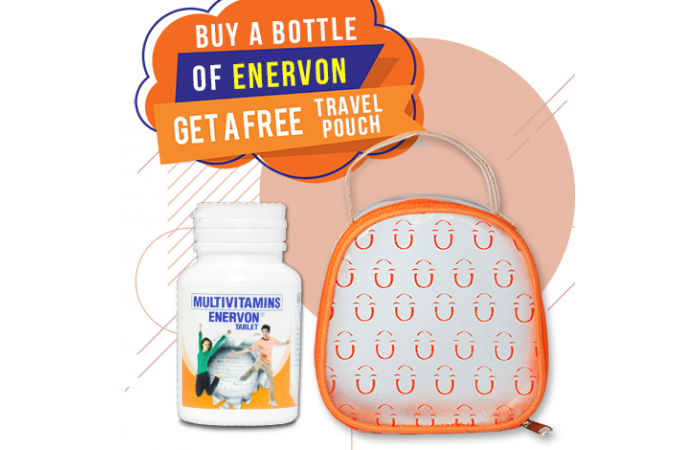 BUY A BOTTLE
OF ENERVON
GET A FREE TRAVEL
POUCH
MULTIVITAMINS
ENERVON®
TABLET